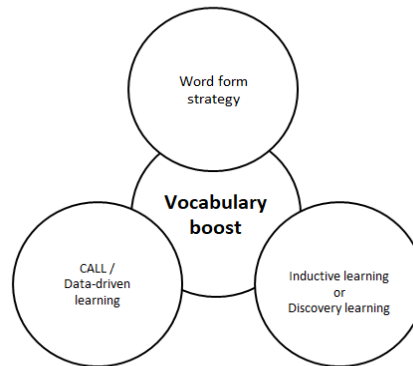 Word form
strategy
Vocabulary
boost
CALL /
Data-driven
learning
Inductive learning
or
Discovery learning